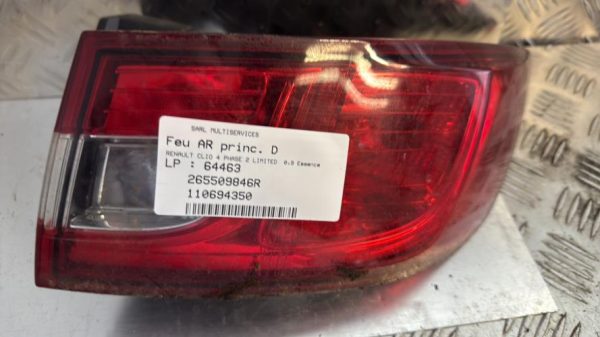 SARL MULTISERVICES
Feu AR princ. D
RENAULT CLIO 4 PHASE 2 LIMITED 0.9 Essence
LP : 64463
265509846R
110694350